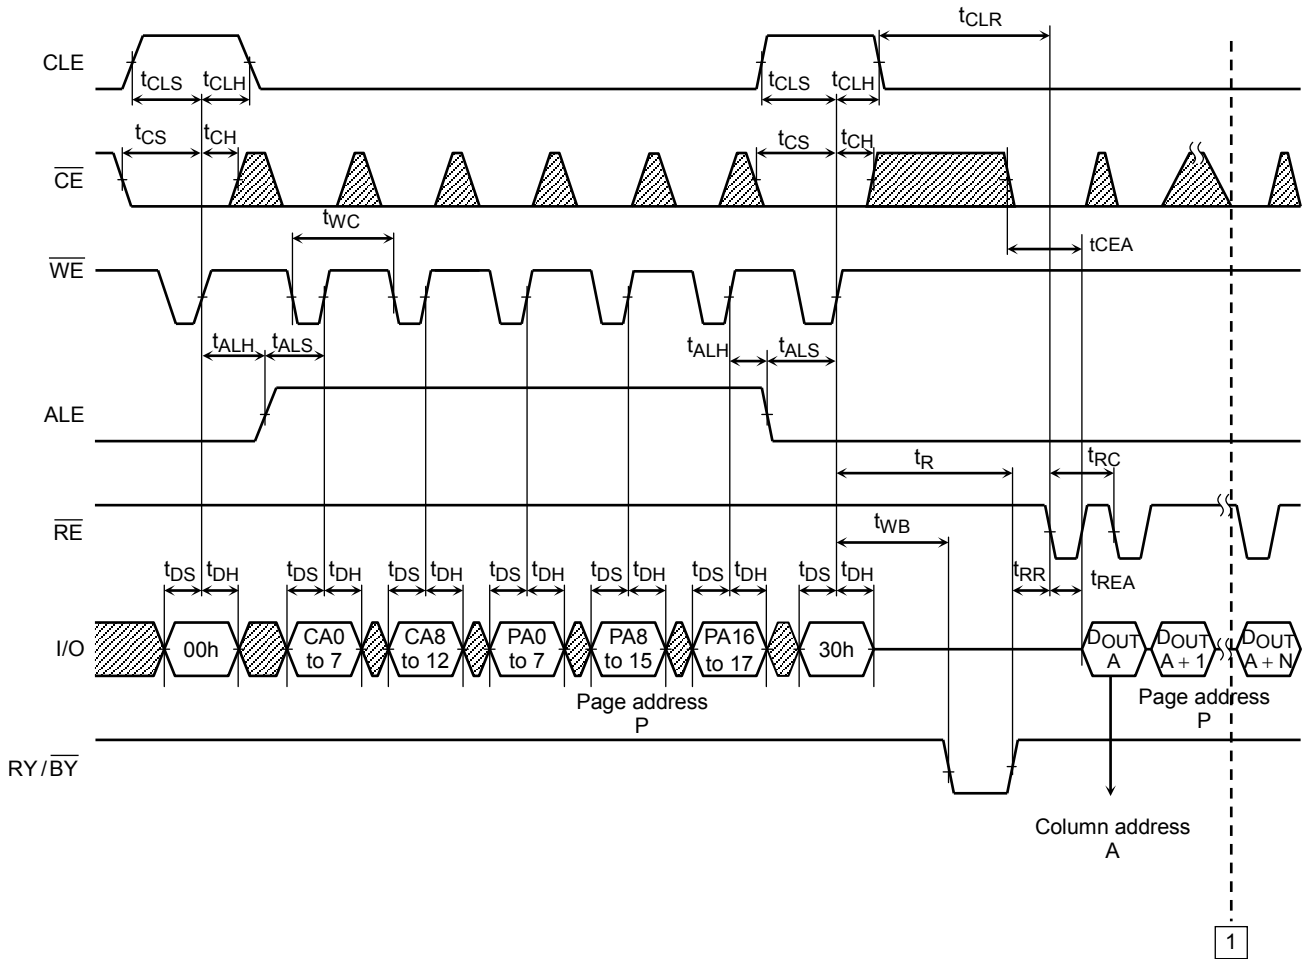 tCLR
CLE
tCLS tCLH tCLS tCLH
tCS tCH tCS tCH
CE
tWC
tCEA
WE
tALH tALS tALH tALS
ALE
tR tRC
RE
tWB
tDS tDH tDS tDH tDS tDH tDS tDH tDS tDH tDS tDH tDS tDH tRR tREA
I/O 00h CA0 to 7 CA8 to 12 PA0 to 7 PA8 to 15 PA16 to 17 30h DOUT A DOUT A + 1 DOUT A + N
Page address P
Page address P
RY/BY
Column address
A
1